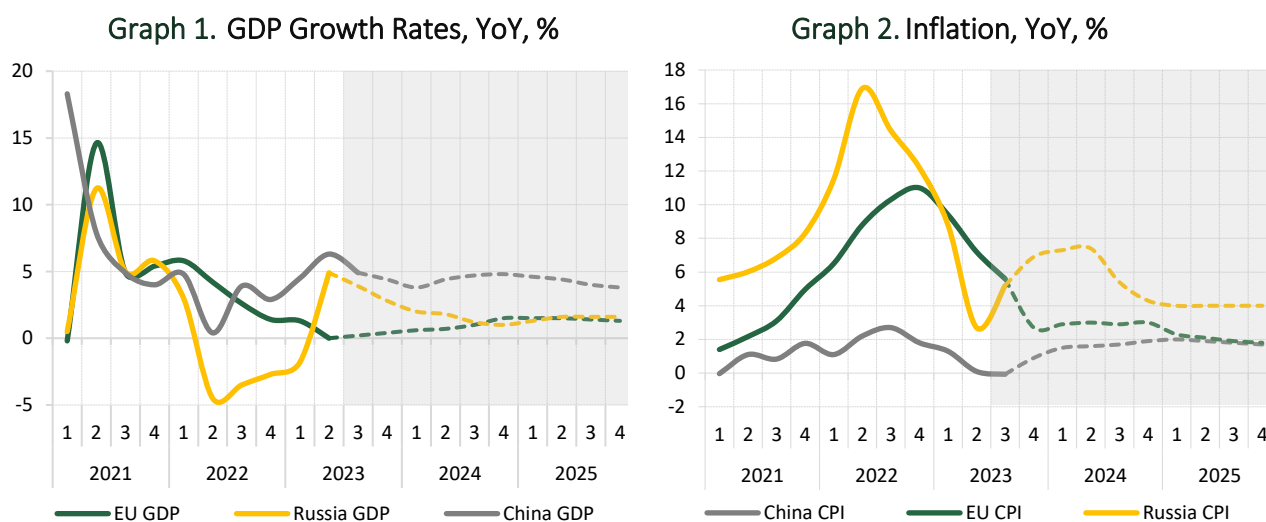 Graph 1. GDP Growth Rates, YoY, %
20
15
10
5
0
-5
1 2 3 4 1 2 3 4 1 2 3 4 1 2 3 4 1 2 3 4
2021 2022 2023 2024 2025
EU GDP Russia GDP China GDP
Graph 2. Inflation, YoY, %
18
16
14
12
10
8
6
4
2
0
-2
1 2 3 4 1 2 3 4 1 2 3 4 1 2 3 4 1 2 3 4
2021 2022 2023 2024 2025
China CPI EU CPI Russia CPI